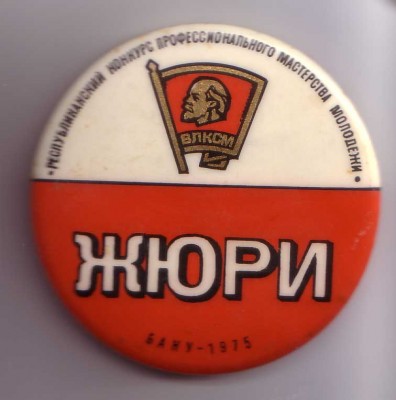 •РЕСПУБЛИКАНСКИЙ КОНКУРС ПРОФЕССИОНАЛЬНОГО МАСТЕРСТВА МОЛОДЕЖИ•
ВЛКСМ
ЖЮРИ
БАКУ-1975